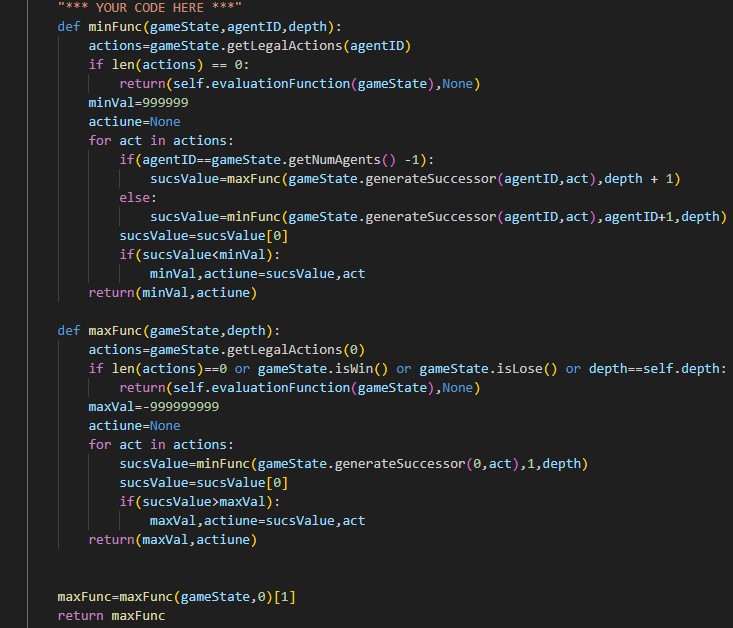 "*** YOUR CODE HERE ***"
def minFunc(gameState,agentID,depth):
    actions=gameState.getLegalActions(agentID)
    if len(actions) == 0:
        return(self.evaluationFunction(gameState),None)
    minVal=999999
    actiune=None
    for act in actions:
        if(agentID==gameState.getNumAgents() -1):
            sucsValue=maxFunc(gameState.generateSuccessor(agentID,act),depth + 1)
        else:
            sucsValue=minFunc(gameState.generateSuccessor(agentID,act),agentID+1,depth)
        sucsValue=sucsValue[0]
        if(sucsValue<minVal):
            minVal,actiune=sucsValue,act
    return(minVal,actiune)

def maxFunc(gameState,depth):
    actions=gameState.getLegalActions(0)
    if len(actions)==0 or gameState.isWin() or gameState.isLose() or depth==self.depth:
        return(self.evaluationFunction(gameState),None)
    maxVal=-999999999
    actiune=None
    for act in actions:
        sucsValue=minFunc(gameState.generateSuccessor(0,act),1,depth)
        sucsValue=sucsValue[0]
        if(sucsValue>maxVal):
            maxVal,actiune=sucsValue,act
    return(maxVal,actiune)

maxFunc=maxFunc(gameState,0)[1]
return maxFunc